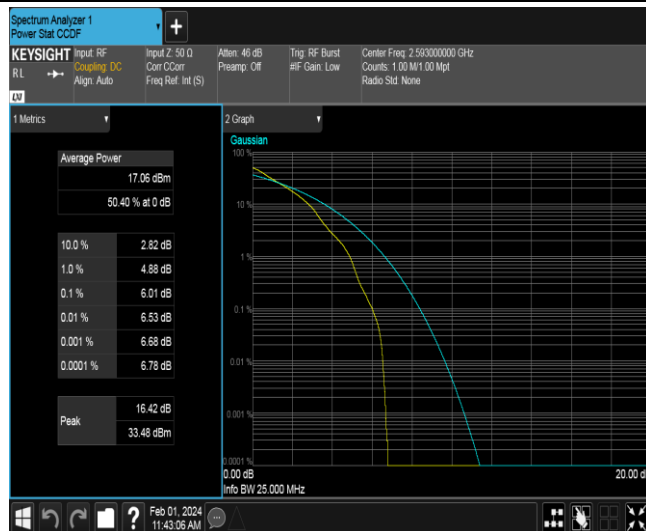 Spectrum Analyzer 1
Power Stat CCDF
+
KEYSIGHT
RL
LXI
Input: RF
Coupling: DC
Align: Auto
Input Z: 50 Ω
Corr CCorr
Freq Ref: Int (S)
Atten: 46 dB
Preamp: Off
Trig: RF Burst
#IF Gain: Low
Center Freq: 2.593000000 GHz
Counts: 1.00 M/1.00 Mpt
Radio Std: None
1 Metrics
Average Power
17.06 dBm
50.40 % at 0 dB
10.0 % 2.82 dB
1.0 % 4.88 dB
0.1 % 6.01 dB
0.01 % 6.53 dB
0.001 % 6.68 dB
0.0001 % 6.78 dB
Peak
16.42 dB
33.48 dBm
2 Graph
Gaussian
100 %
10 %
1 %
0.1 %
0.01 %
0.001 %
0.0001 %
0.00 dB
20.00 d
Info BW 25.000 MHz
?
Feb 01, 2024
11:43:06 AM